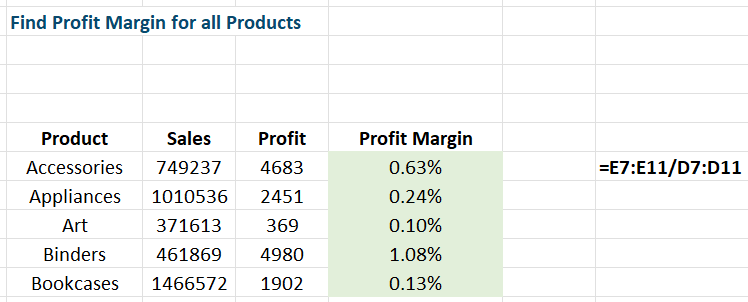 Find Profit Margin for all Products
Product Sales Profit Profit Margin
Accessories 749237 4683 0.63% =E7:E11/D7:D11
Appliances 1010536 2451 0.24%
Art 371613 369 0.10%
Binders 461869 4980 1.08%
Bookcases 1466572 1902 0.13%